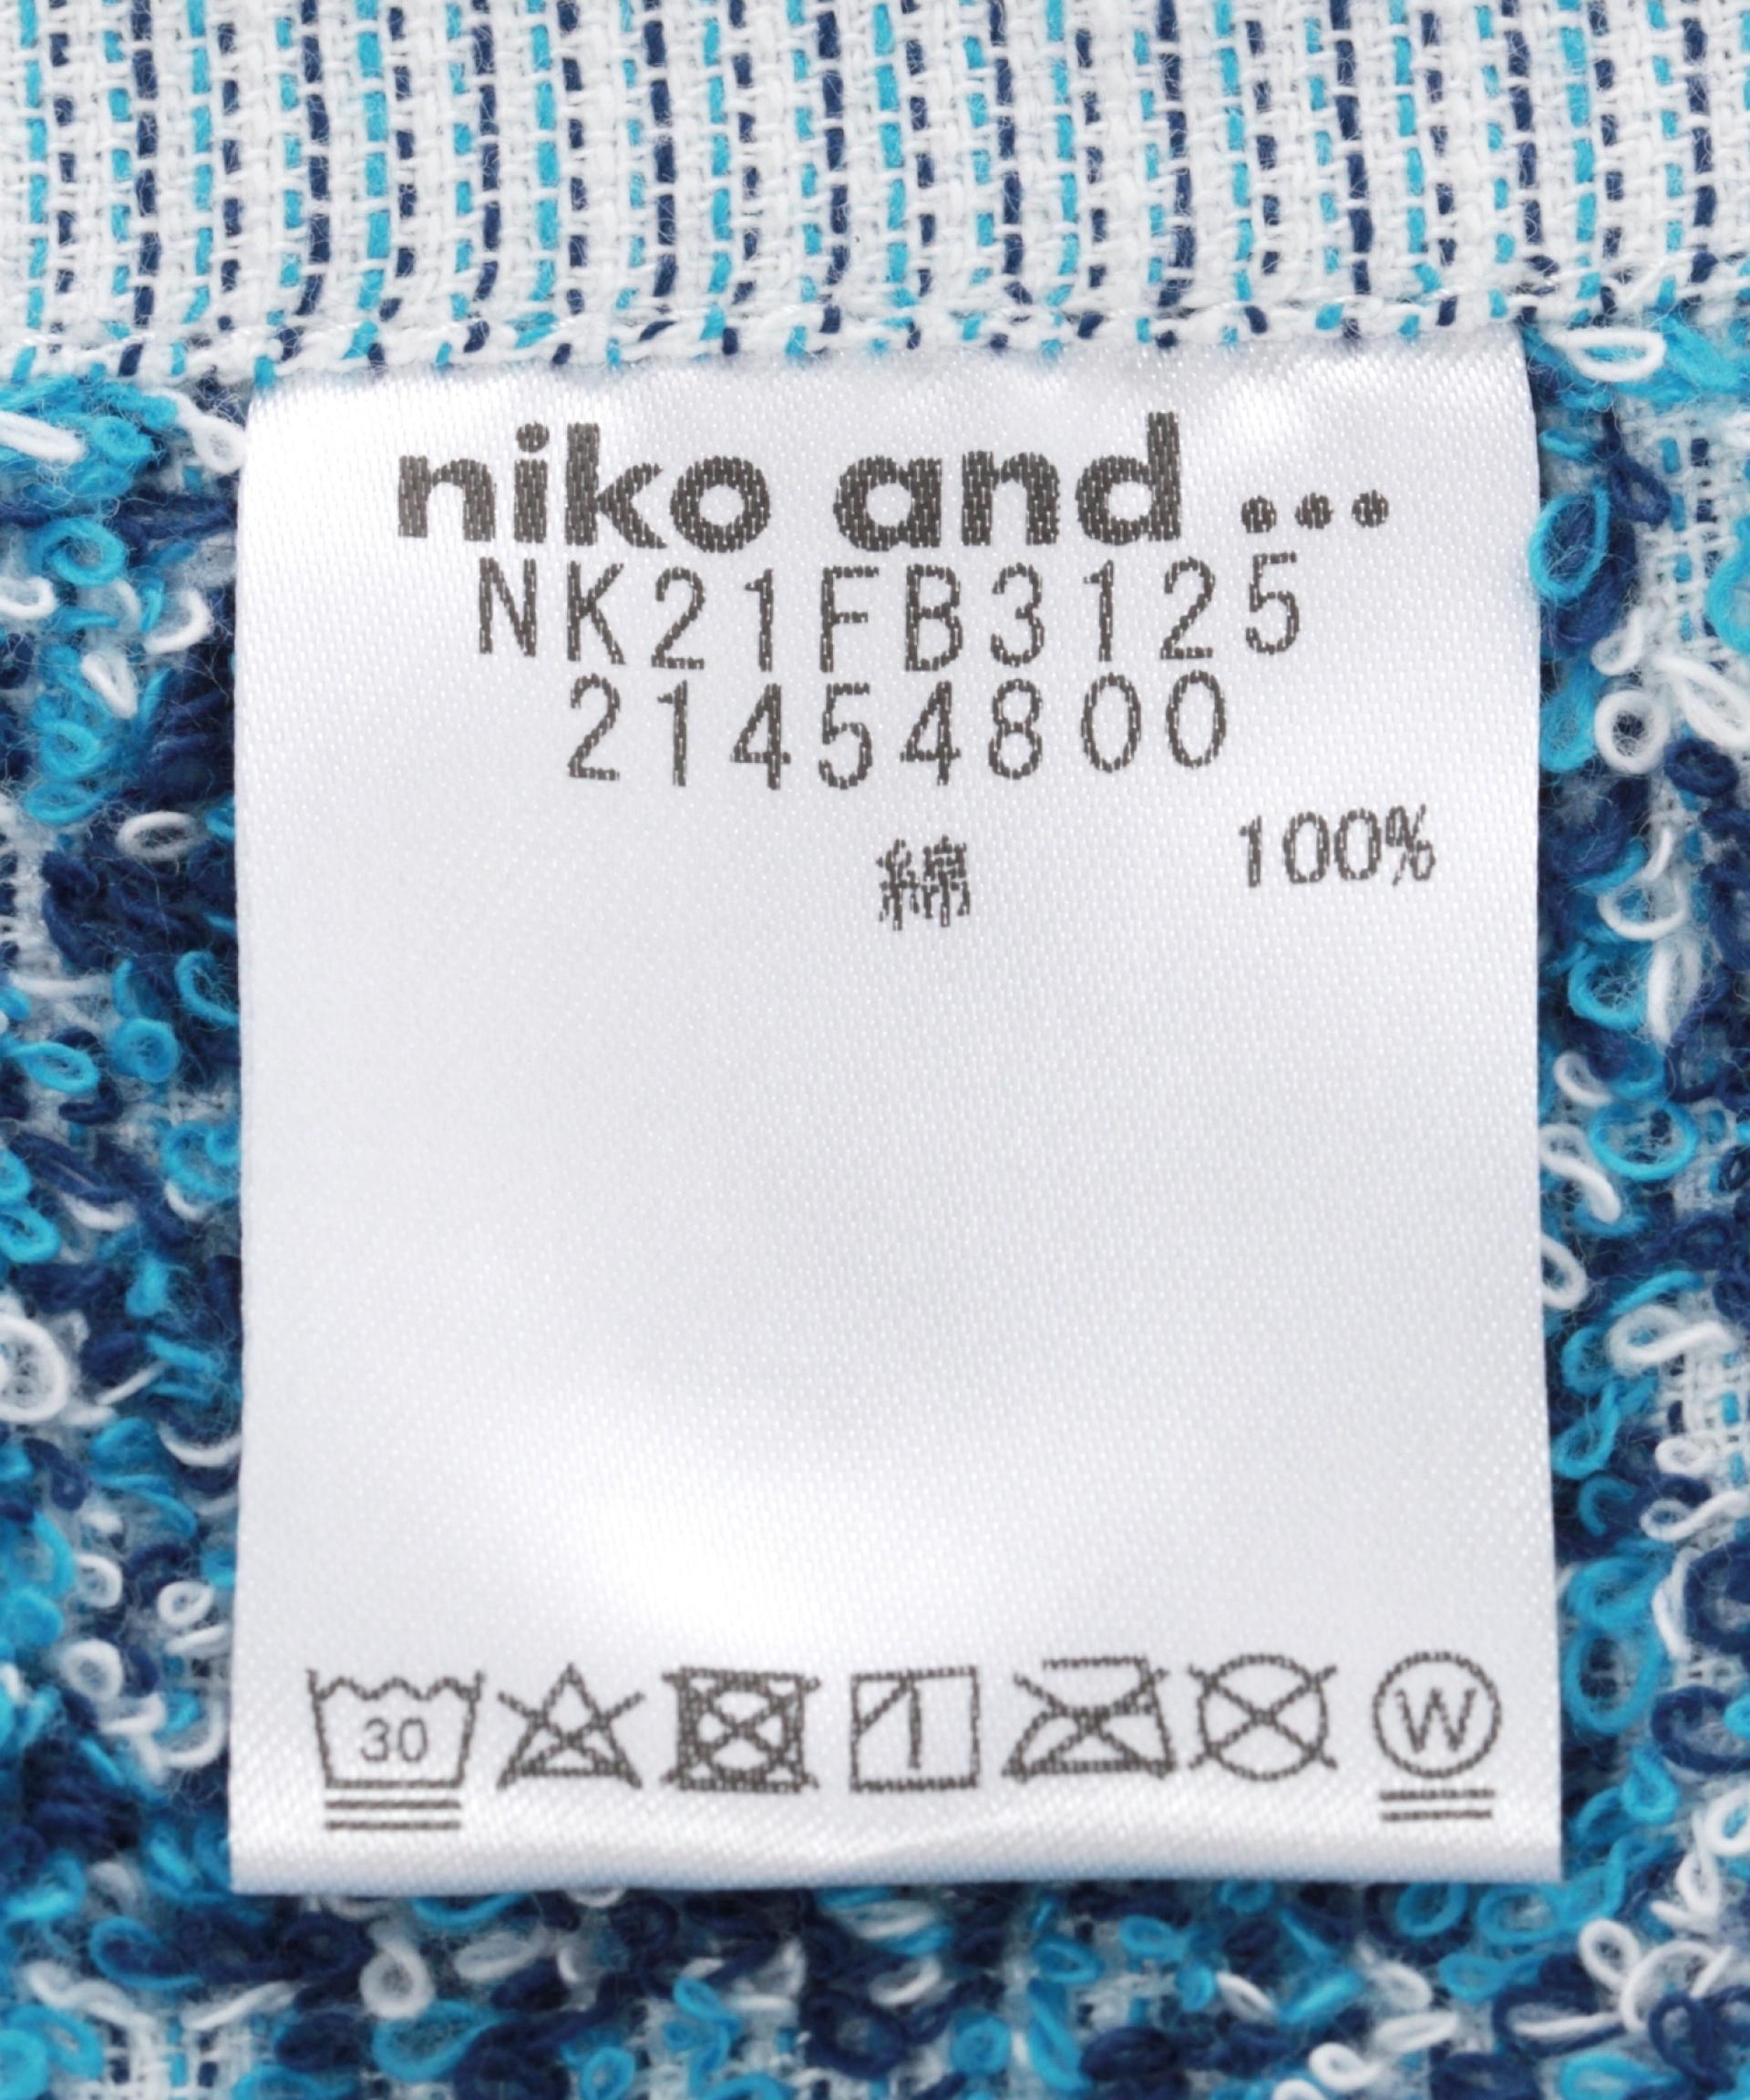 niko and ...
NK21FB3125
21454800
綿 100%
30 W